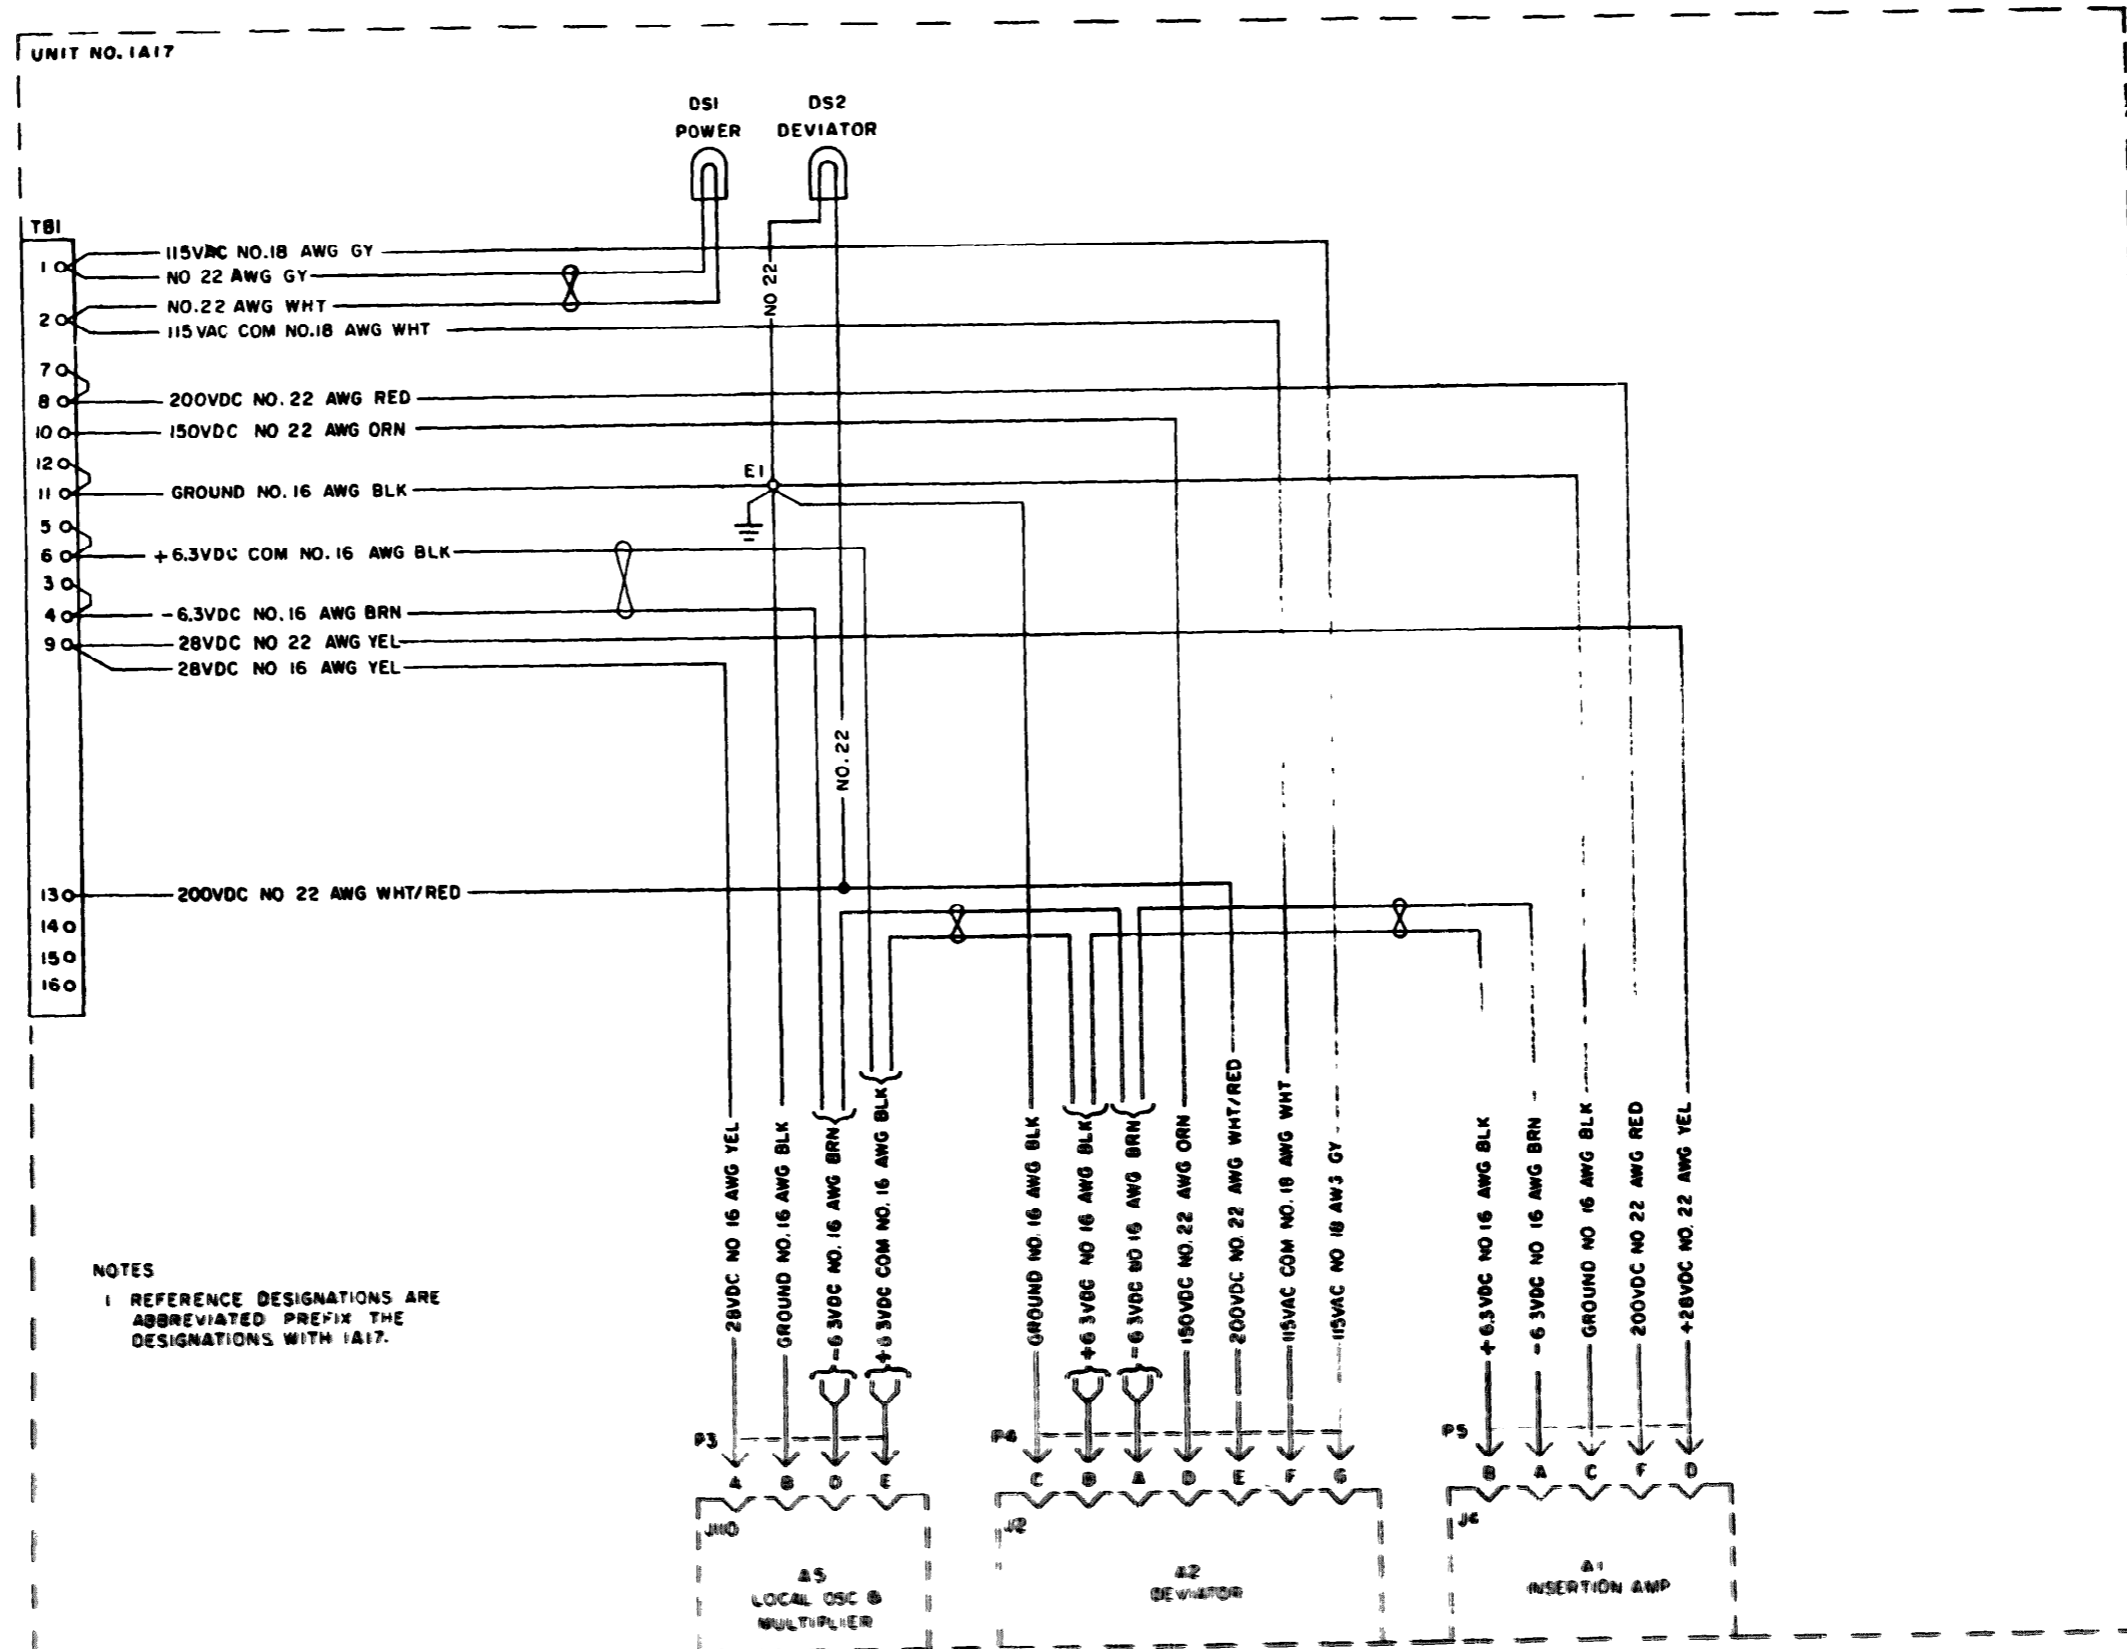 UNIT NO. 1A17
DS1
POWER
DS2
DEVIATOR
TB1
1
115VAC NO.18 AWG GY
NO 22 AWG GY
NO.22 AWG WHT
2
115VAC COM NO.18 AWG WHT
NO 22
7
8
200VDC NO. 22 AWG RED
10
150VDC NO 22 AWG ORN
12
11
GROUND NO. 16 AWG BLK
E1
5
6
+6.3VDC COM NO. 16 AWG BLK
3
4
-6.3VDC NO. 16 AWG BRN
9
28VDC NO 22 AWG YEL
28VDC NO 16 AWG YEL
NO. 22
13
200VDC NO 22 AWG WHT/RED
14
15
16
28VDC NO 16 AWG YEL
GROUND NO. 16 AWG BLK
-6 3VDC NO. 16 AWG BRN
+6 3VDC COM NO. 16 AWG BLK
GROUND NO. 16 AWG BLK
+6 3VDC NO 16 AWG BLK
-6 3VDC NO 16 AWG BRN
150VDC NO. 22 AWG ORN
200VDC NO. 22 AWG WHT/RED
115VAC COM NO. 18 AWG WHT
115VAC NO 18 AWG GY
+6.3VDC NO 16 AWG BLK
-6 3VDC NO 16 AWG BRN
GROUND NO 16 AWG BLK
200VDC NO 22 AWG RED
+28VDC NO. 22 AWG YEL
NOTES
1 REFERENCE DESIGNATIONS ARE
ABBREVIATED PREFIX THE
DESIGNATIONS WITH 1A17.
P3
A
B
D
E
P4
C
B
A
D
E
F
G
P5
B
A
C
F
D
J110
A5
LOCAL OSC &
MULTIPLIER
J2
A2
DEVIATOR
A1
INSERTION AMP